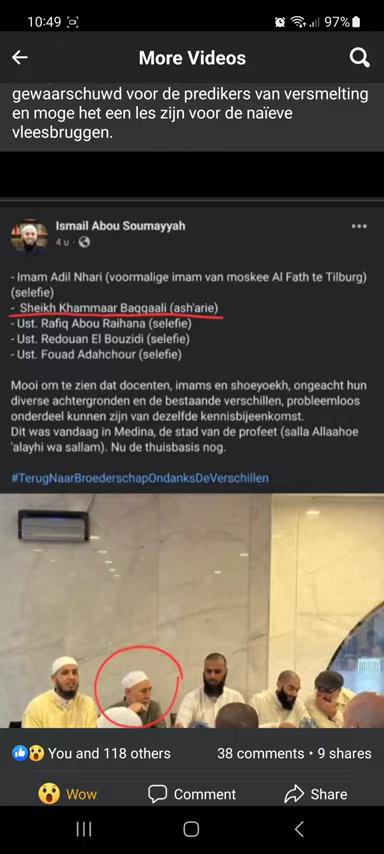 10:49 97%
More Videos
gewaarschuwd voor de predikers van versmelting
en moge het een les zijn voor de naïeve
vleesbruggen.
Ismail Abou Soumayyah
4 u
- Imam Adil Nhari (voormalige imam van moskee Al Fath te Tilburg)
(selefie)
- Sheikh Khammaar Baqqaali (ash'arie)
- Ust. Rafiq Abou Raihana (selefie)
- Ust. Redouan El Bouzidi (selefie)
- Ust. Fouad Adahchour (selefie)
Mooi om te zien dat docenten, imams en shoeyoekh, ongeacht hun
diverse achtergronden en de bestaande verschillen, probleemloos
onderdeel kunnen zijn van dezelfde kennisbijeenkomst.
Dit was vandaag in Medina, de stad van de profeet (salla Allaahoe
'alayhi wa sallam). Nu de thuisbasis nog.
#TerugNaarBroederschapOndanksDeVerschillen
You and 118 others 38 comments • 9 shares
Wow Comment Share